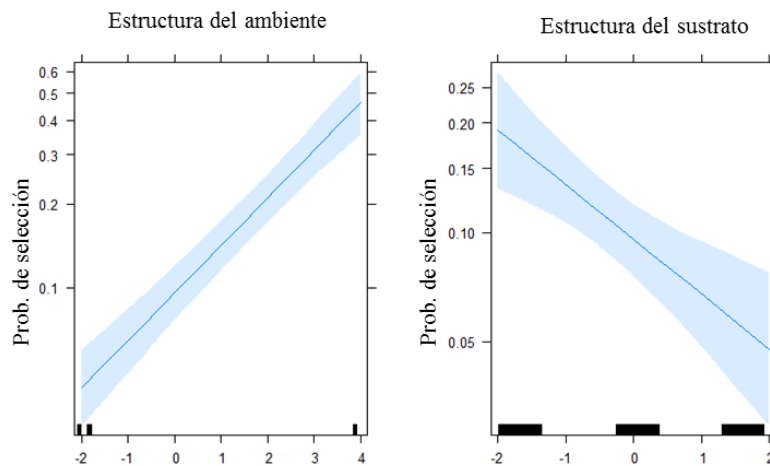 Estructura del ambiente
Prob. de selección
0.6
0.5
0.4
0.3
0.2
0.1
-2 -1 0 1 2 3 4
Estructura del sustrato
Prob. de selección
0.25
0.20
0.15
0.10
0.05
-2 -1 0 1 2